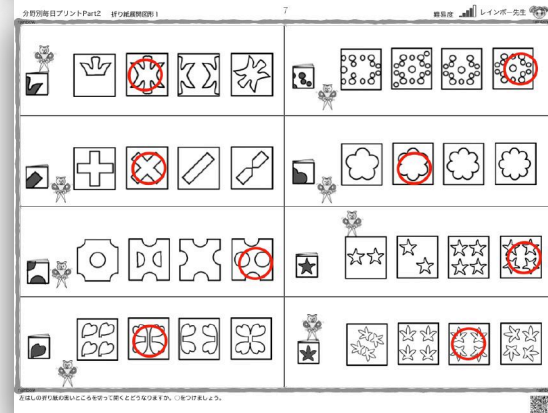 分野別毎日プリントPart2 折り紙展開図形1
7
難易度
レインボー先生
左はしの折り紙の黒いところを切って開くとどうなりますか。○をつけましょう。